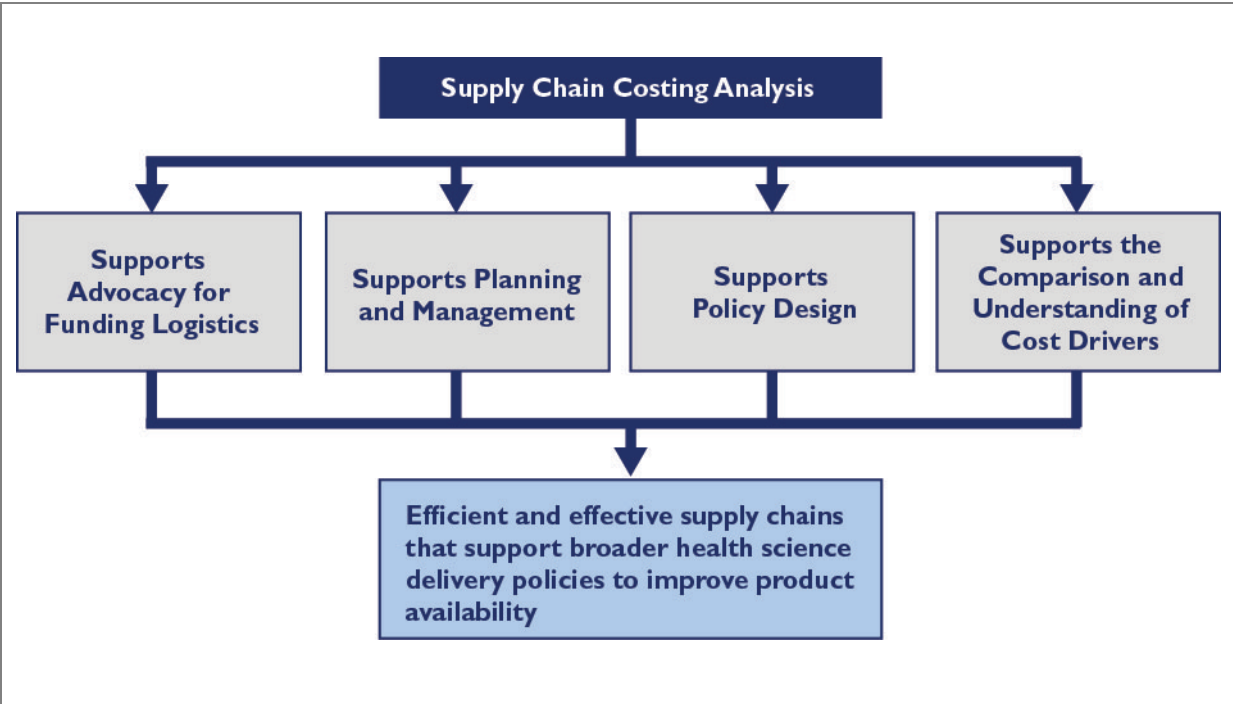 Supply Chain Costing Analysis
Supports
Advocacy for
Funding Logistics
Supports Planning
and Management
Supports
Policy Design
Supports the
Comparison and
Understanding of
Cost Drivers
Efficient and effective supply chains
that support broader health science
delivery policies to improve product
availability